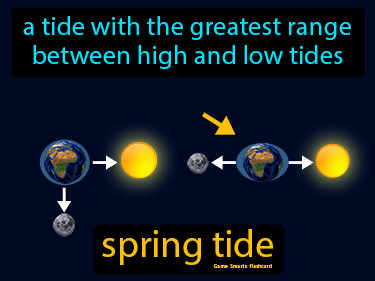 a tide with the greatest range
between high and low tides
spring tide
Game Smartz flashcard